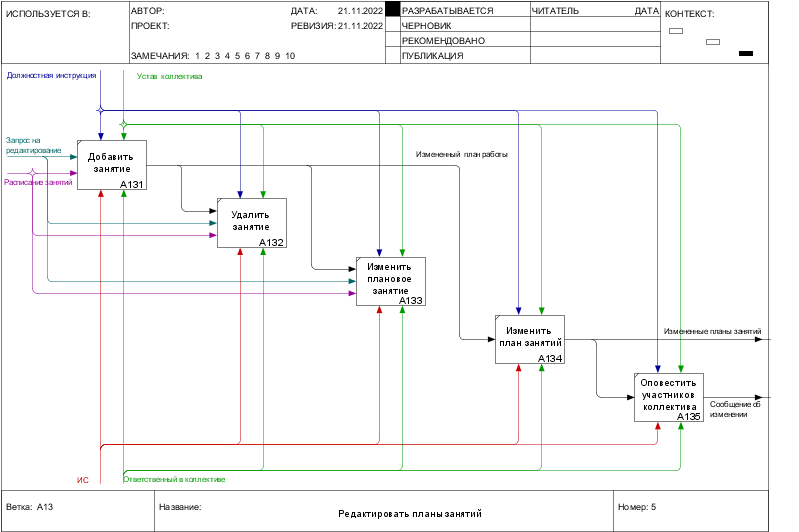 ИСПОЛЬЗУЕТСЯ В:
АВТОР:
ДАТА: 21.11.2022
РАЗРАБАТЫВАЕТСЯ
ЧИТАТЕЛЬ
ДАТА
КОНТЕКСТ:
ПРОЕКТ:
РЕВИЗИЯ: 21.11.2022
ЧЕРНОВИК
РЕКОМЕНДОВАНО
ЗАМЕЧАНИЯ: 1 2 3 4 5 6 7 8 9 10
ПУБЛИКАЦИЯ
Должностная инструкция
Устав коллектива
Запрос на
редактирование
Расписание занятий
Добавить
занятие
A131
Измененный план работы
Удалить
занятие
A132
Изменить
плановое
занятие
A133
Изменить
план занятий
A134
Измененные планы занятий
Оповестить
участников
коллектива
A135
Сообщение об
изменении
ИС
Ответственный в коллективе
Ветка: A13
Название:
Редактировать планы занятий
Номер: 5